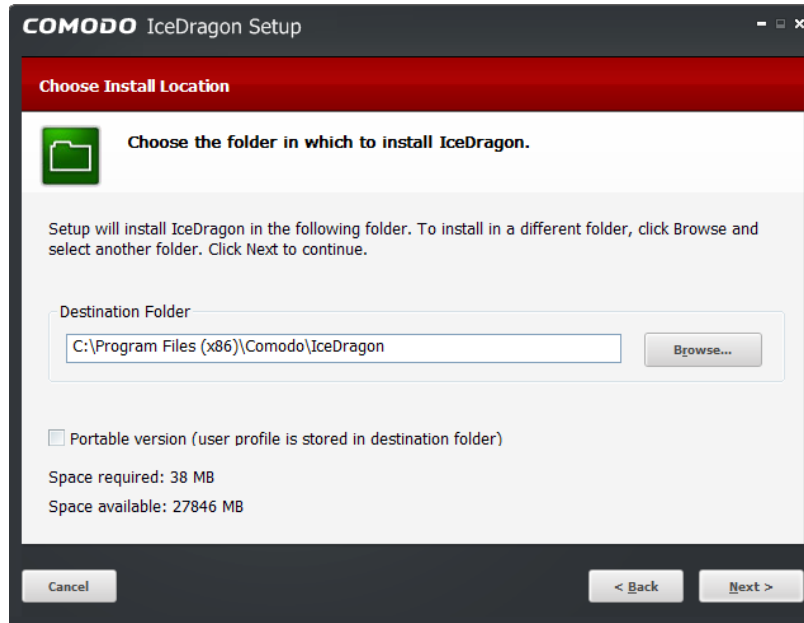 COMODO IceDragon Setup
Choose Install Location
Choose the folder in which to install IceDragon.
Setup will install IceDragon in the following folder. To install in a different folder, click Browse and
select another folder. Click Next to continue.
Destination Folder
C:\Program Files (x86)\Comodo\IceDragon
Browse...
Portable version (user profile is stored in destination folder)
Space required: 38 MB
Space available: 27846 MB
Cancel
< Back
Next >